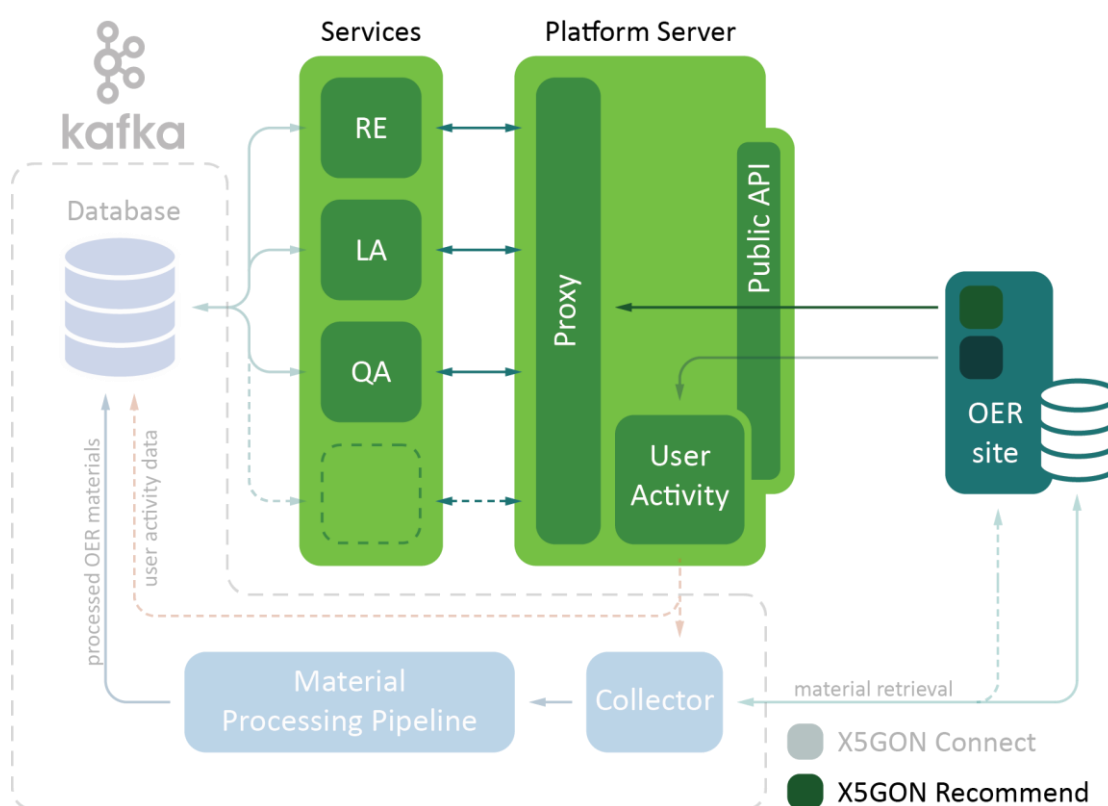 Services
Platform Server
kafka
RE
Database
LA
Public API
Proxy
QA
OER
site
User
Activity
processed OER materials
user activity data
Material
Processing Pipeline
Collector
material retrieval
X5GON Connect
X5GON Recommend